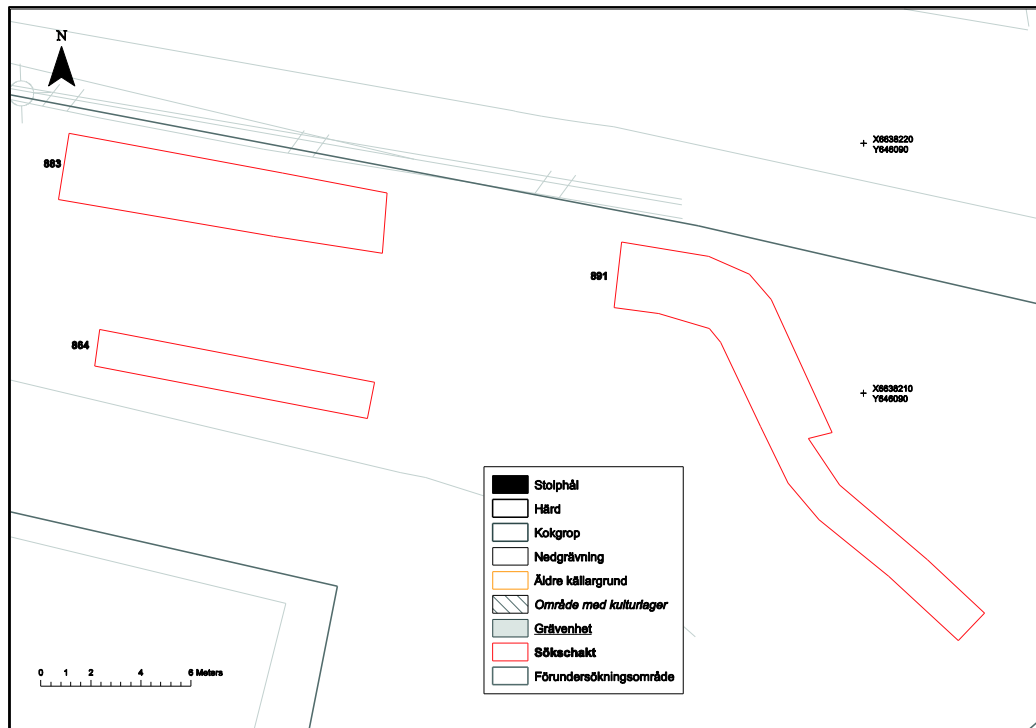 N
883
X6638220
Y646090
891
864
X6638210
Y646090
Stolphål
Härd
Kokgrop
Nedgrävning
Äldre källargrund
Område med kulturlager
Grävenhet
Sökschakt
Förundersökningsområde
0 1 2 4 6 Meters